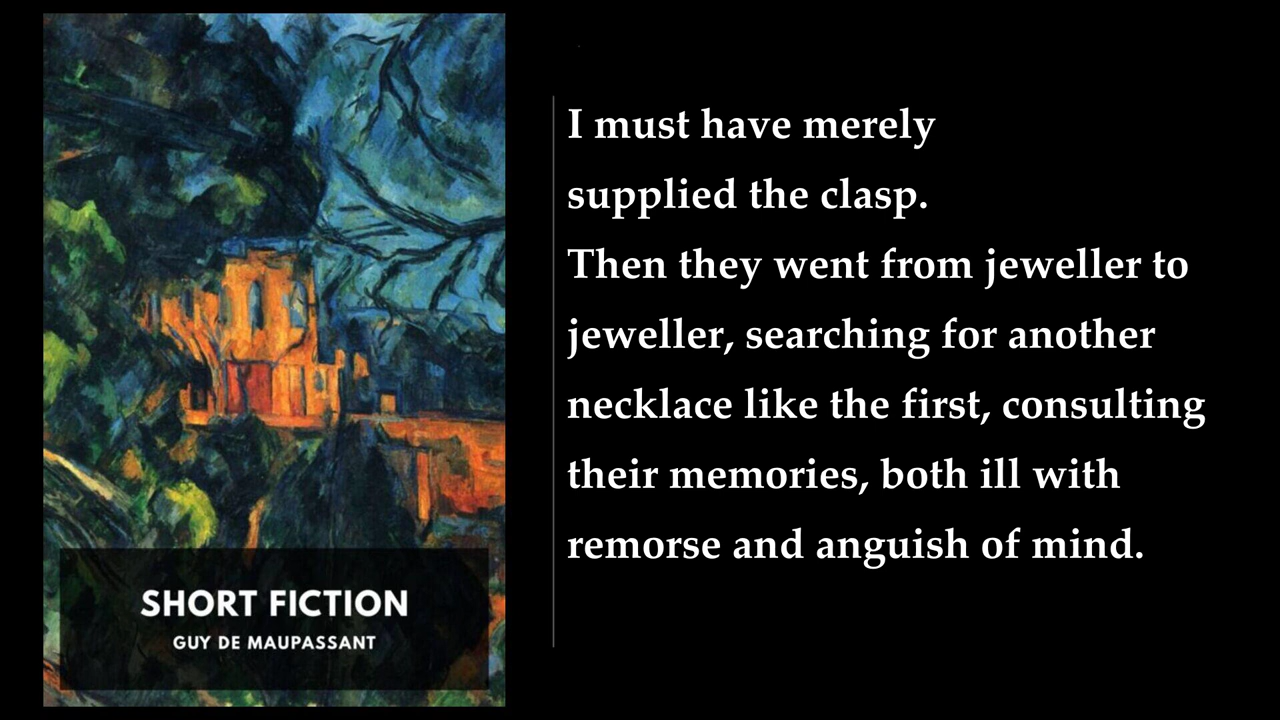 SHORT FICTION
GUY DE MAUPASSANT
I must have merely
supplied the clasp.
Then they went from jeweller to
jeweller, searching for another
necklace like the first, consulting
their memories, both ill with
remorse and anguish of mind.